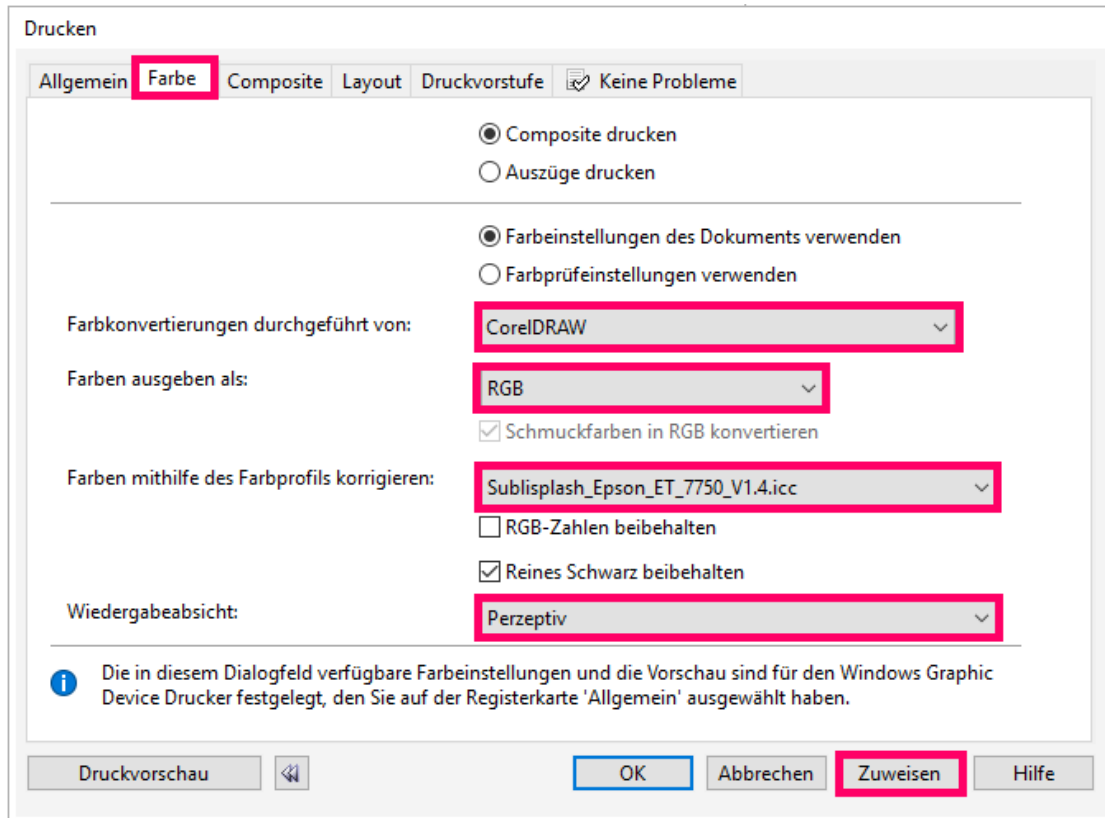 Drucken
Allgemein Farbe Composite Layout Druckvorstufe Keine Probleme
Composite drucken
Auszüge drucken
Farbeinstellungen des Dokuments verwenden
Farbprüfeinstellungen verwenden
Farbkonvertierungen durchgeführt von: CorelDRAW
Farben ausgeben als: RGB
Schmuckfarben in RGB konvertieren
Farben mithilfe des Farbprofils korrigieren: Sublisplash_Epson_ET_7750_V1.4.icc
RGB-Zahlen beibehalten
Reines Schwarz beibehalten
Wiedergabeabsicht: Perzeptiv
Die in diesem Dialogfeld verfügbare Farbeinstellungen und die Vorschau sind für den Windows Graphic
Device Drucker festgelegt, den Sie auf der Registerkarte 'Allgemein' ausgewählt haben.
Druckvorschau OK Abbrechen Zuweisen Hilfe